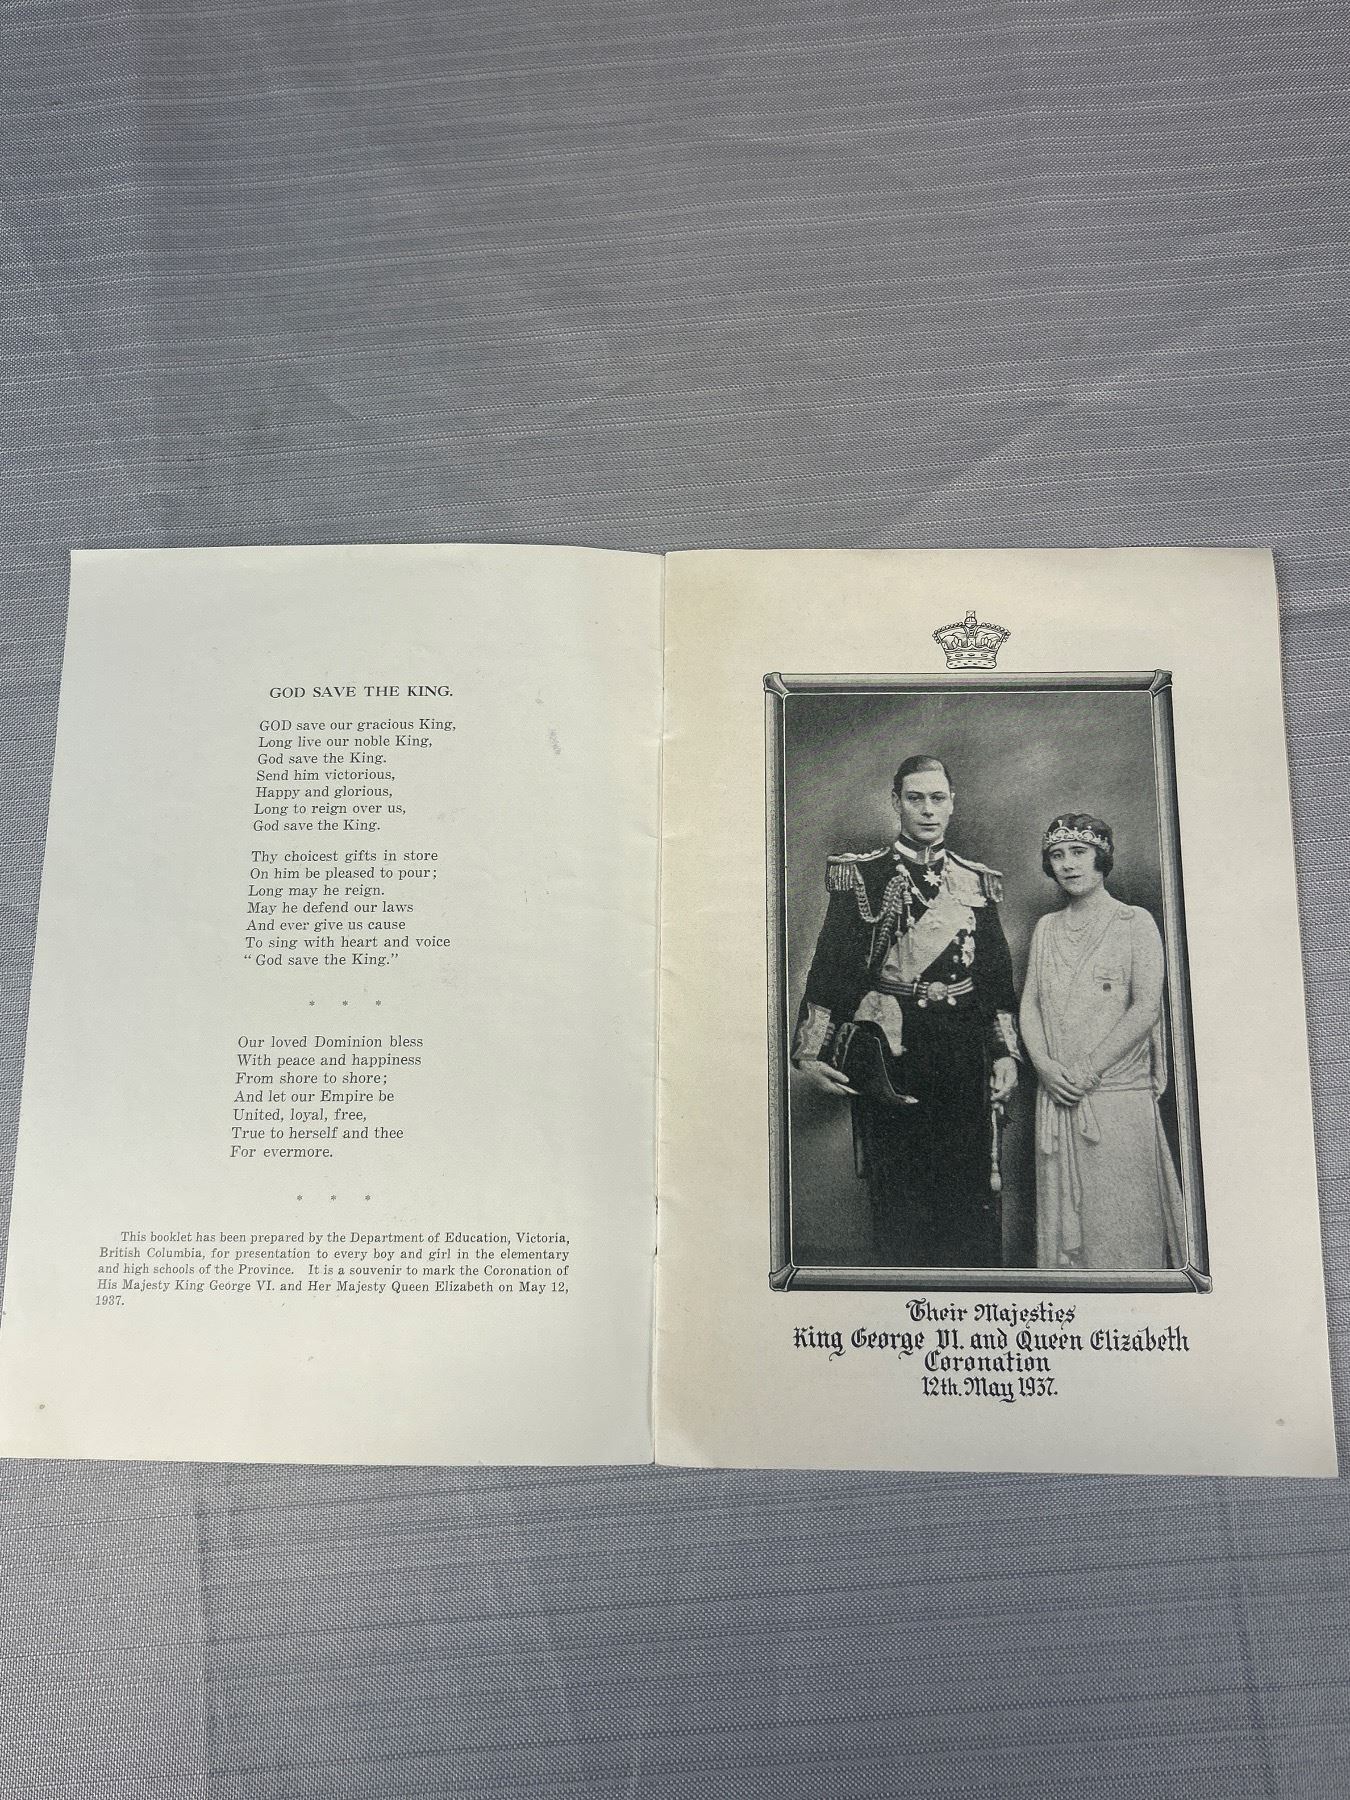 GOD SAVE THE KING.
GOD save our gracious King,
Long live our noble King,
God save the King.
Send him victorious,
Happy and glorious,
Long to reign over us,
God save the King.
Thy choicest gifts in store
On him be pleased to pour;
Long may he reign.
May he defend our laws
And ever give us cause
To sing with heart and voice
“God save the King.”
* * *
Our loved Dominion bless
With peace and happiness
From shore to shore;
And let our Empire be
United, loyal, free,
True to herself and thee
For evermore.
* * *
This booklet has been prepared by the Department of Education, Victoria,
British Columbia, for presentation to every boy and girl in the elementary
and high schools of the Province. It is a souvenir to mark the Coronation of
His Majesty King George VI. and Her Majesty Queen Elizabeth on May 12,
1937.
Their Majesties
King George VI. and Queen Elizabeth
Coronation
12th. May 1937.